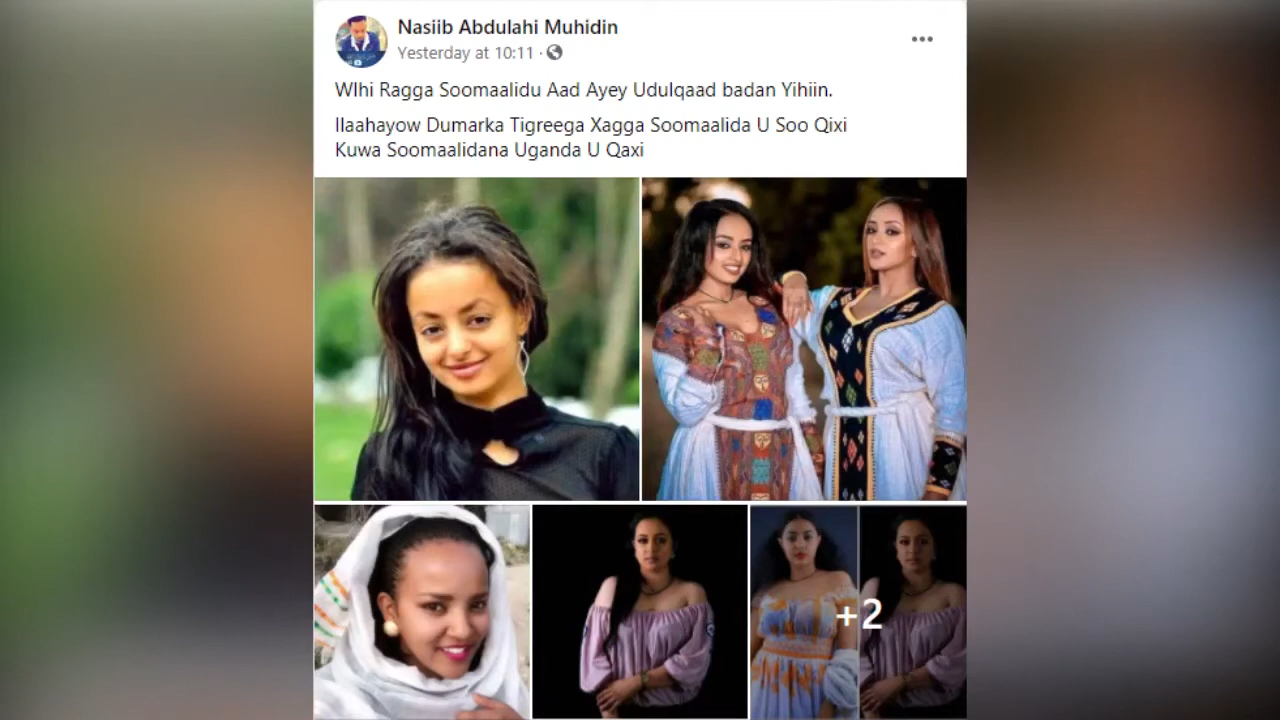 Nasiib Abdulahi Muhidin
Yesterday at 10:11 ·
Wlhi Ragga Soomaalidu Aad Ayey Udulqaad badan Yihiin.
Ilaahayow Dumarka Tigreega Xagga Soomaalida U Soo Qixi
Kuwa Soomaalidana Uganda U Qaxi
+2